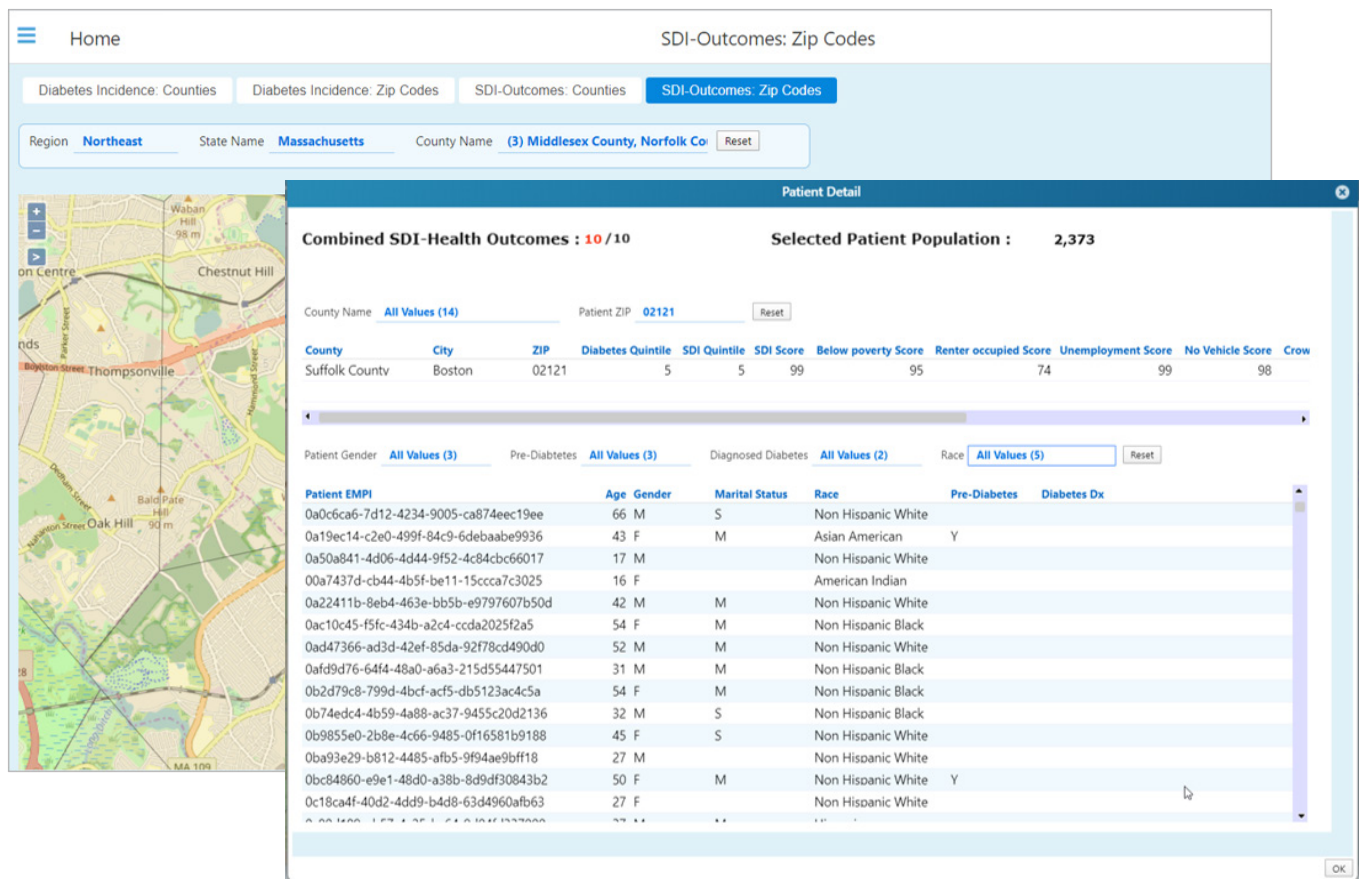 Home
SDI-Outcomes: Zip Codes
Diabetes Incidence: Counties Diabetes Incidence: Zip Codes SDI-Outcomes: Counties SDI-Outcomes: Zip Codes
Region Northeast State Name Massachusetts County Name (3) Middlesex County, Norfolk Co Reset
+
–
>
Waban
Hill
98 m
on Centre
Chestnut Hill
Parker Street
nds
Boylston Street
Thompsonville
Hammond Street
Dedham Street
Bald Pate
Hill
90 m
Nahanton Street
Oak Hill
28
MA 109
Patient Detail
Combined SDI-Health Outcomes : 10/10 Selected Patient Population : 2,373
County Name All Values (14) Patient ZIP 02121 Reset
County City ZIP Diabetes Quintile SDI Quintile SDI Score Below poverty Score Renter occupied Score Unemployment Score No Vehicle Score Crow
Suffolk County Boston 02121 5 5 99 95 74 99 98
Patient Gender All Values (3) Pre-Diabtetes All Values (3) Diagnosed Diabetes All Values (2) Race All Values (5) Reset
Patient EMPI Age Gender Marital Status Race Pre-Diabetes Diabetes Dx
0a0c6ca6-7d12-4234-9005-ca874eec19ee 66 M S Non Hispanic White
0a19ec14-c2e0-499f-84c9-6debaabe9936 43 F M Asian American Y
0a50a841-4d06-4d44-9f52-4c84cbc66017 17 M Non Hispanic White
00a7437d-cb44-4b5f-be11-15ccca7c3025 16 F American Indian
0a22411b-8eb4-463e-bb5b-e9797607b50d 42 M M Non Hispanic White
0ac10c45-f5fc-434b-a2c4-ccda2025f2a5 54 F M Non Hispanic Black
0ad47366-ad3d-42ef-85da-92f78cd490d0 52 M M Non Hispanic White
0afd9d76-64f4-48a0-a6a3-215d55447501 31 M M Non Hispanic Black
0b2d79c8-799d-4bcf-acf5-db5123ac4c5a 54 F M Non Hispanic Black
0b74edc4-4b59-4a88-ac37-9455c20d2136 32 M S Non Hispanic Black
0b9855e0-2b8e-4c66-9485-0f16581b9188 45 F S Non Hispanic White
0ba93e29-b812-4485-afb5-9f94ae9bff18 27 M Non Hispanic White
0bc84860-e9e1-48d0-a38b-8d9df30843b2 50 F M Non Hispanic White Y
0c18ca4f-40d2-4dd9-b4d8-63d4960afb63 27 F Non Hispanic White
OK